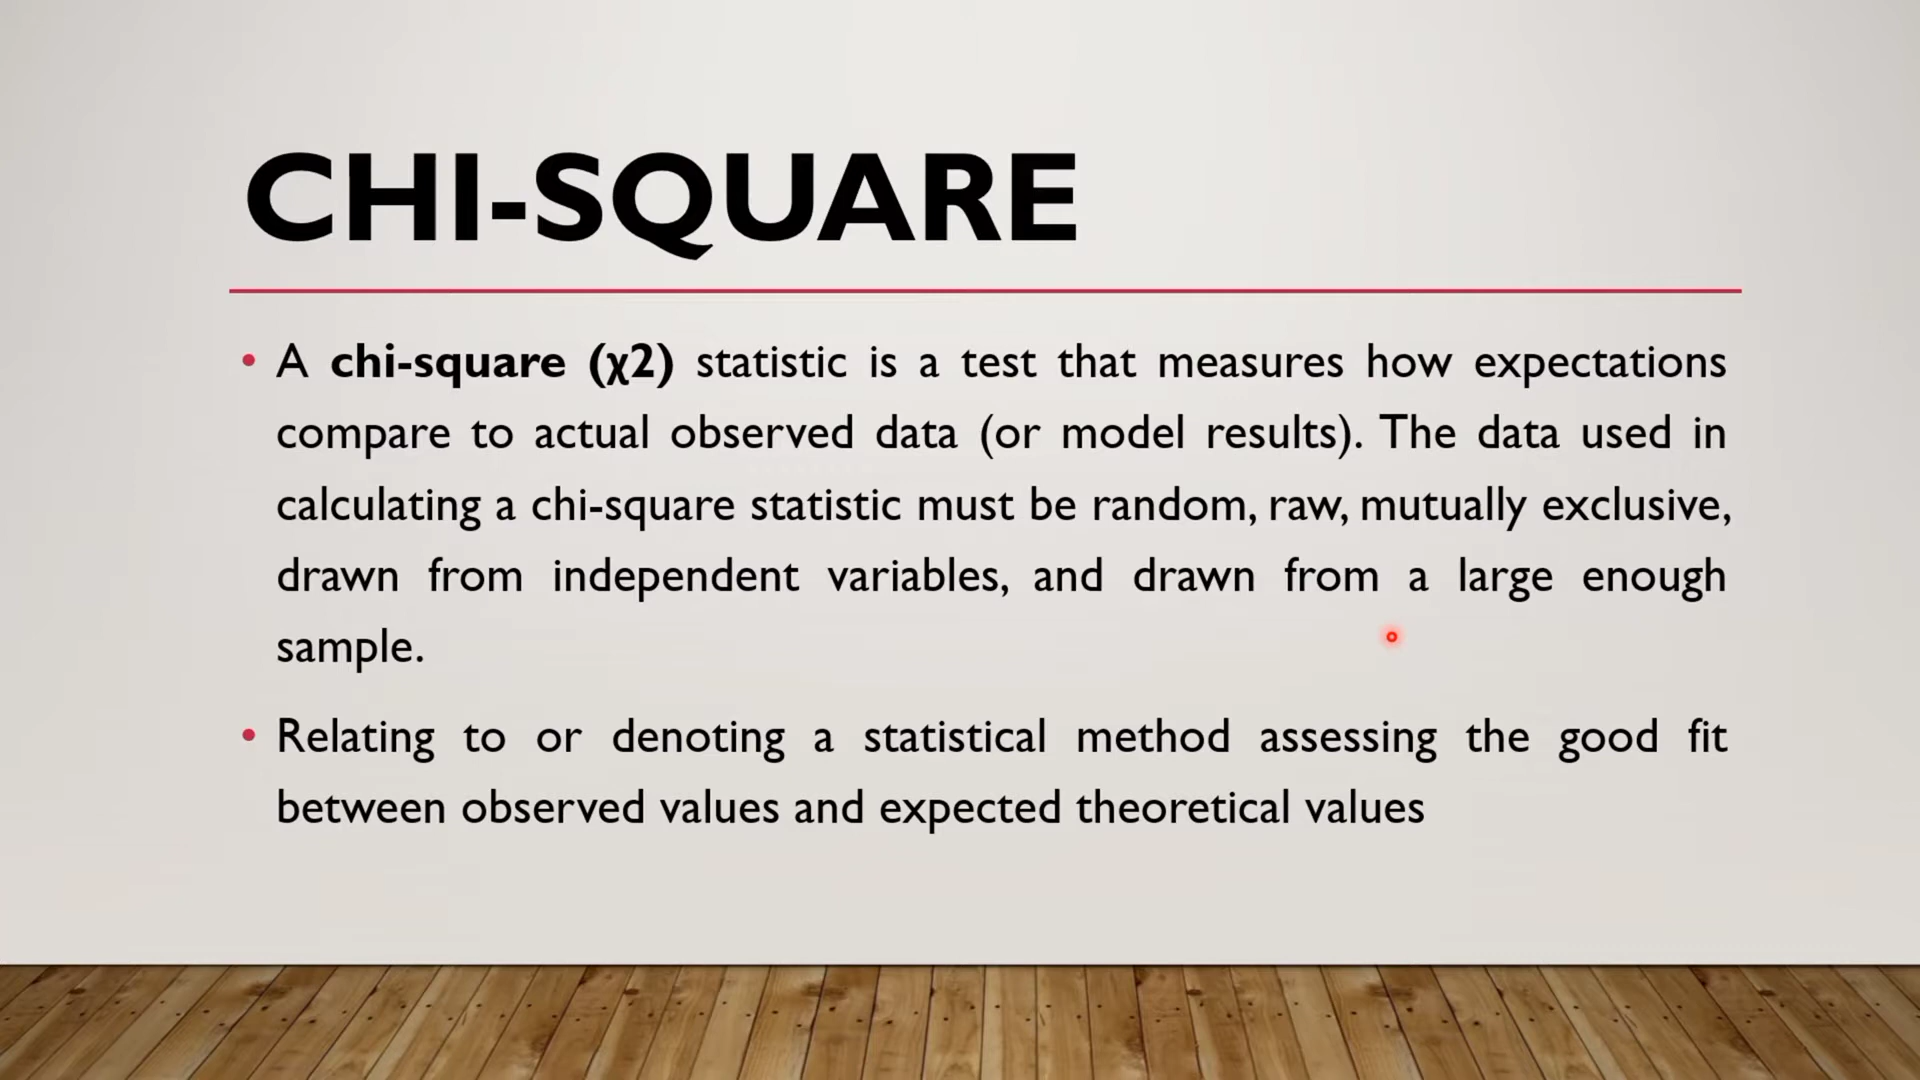 CHI-SQUARE
• A chi-square (χ2) statistic is a test that measures how expectations
compare to actual observed data (or model results). The data used in
calculating a chi-square statistic must be random, raw, mutually exclusive,
drawn from independent variables, and drawn from a large enough
sample.
• Relating to or denoting a statistical method assessing the good fit
between observed values and expected theoretical values